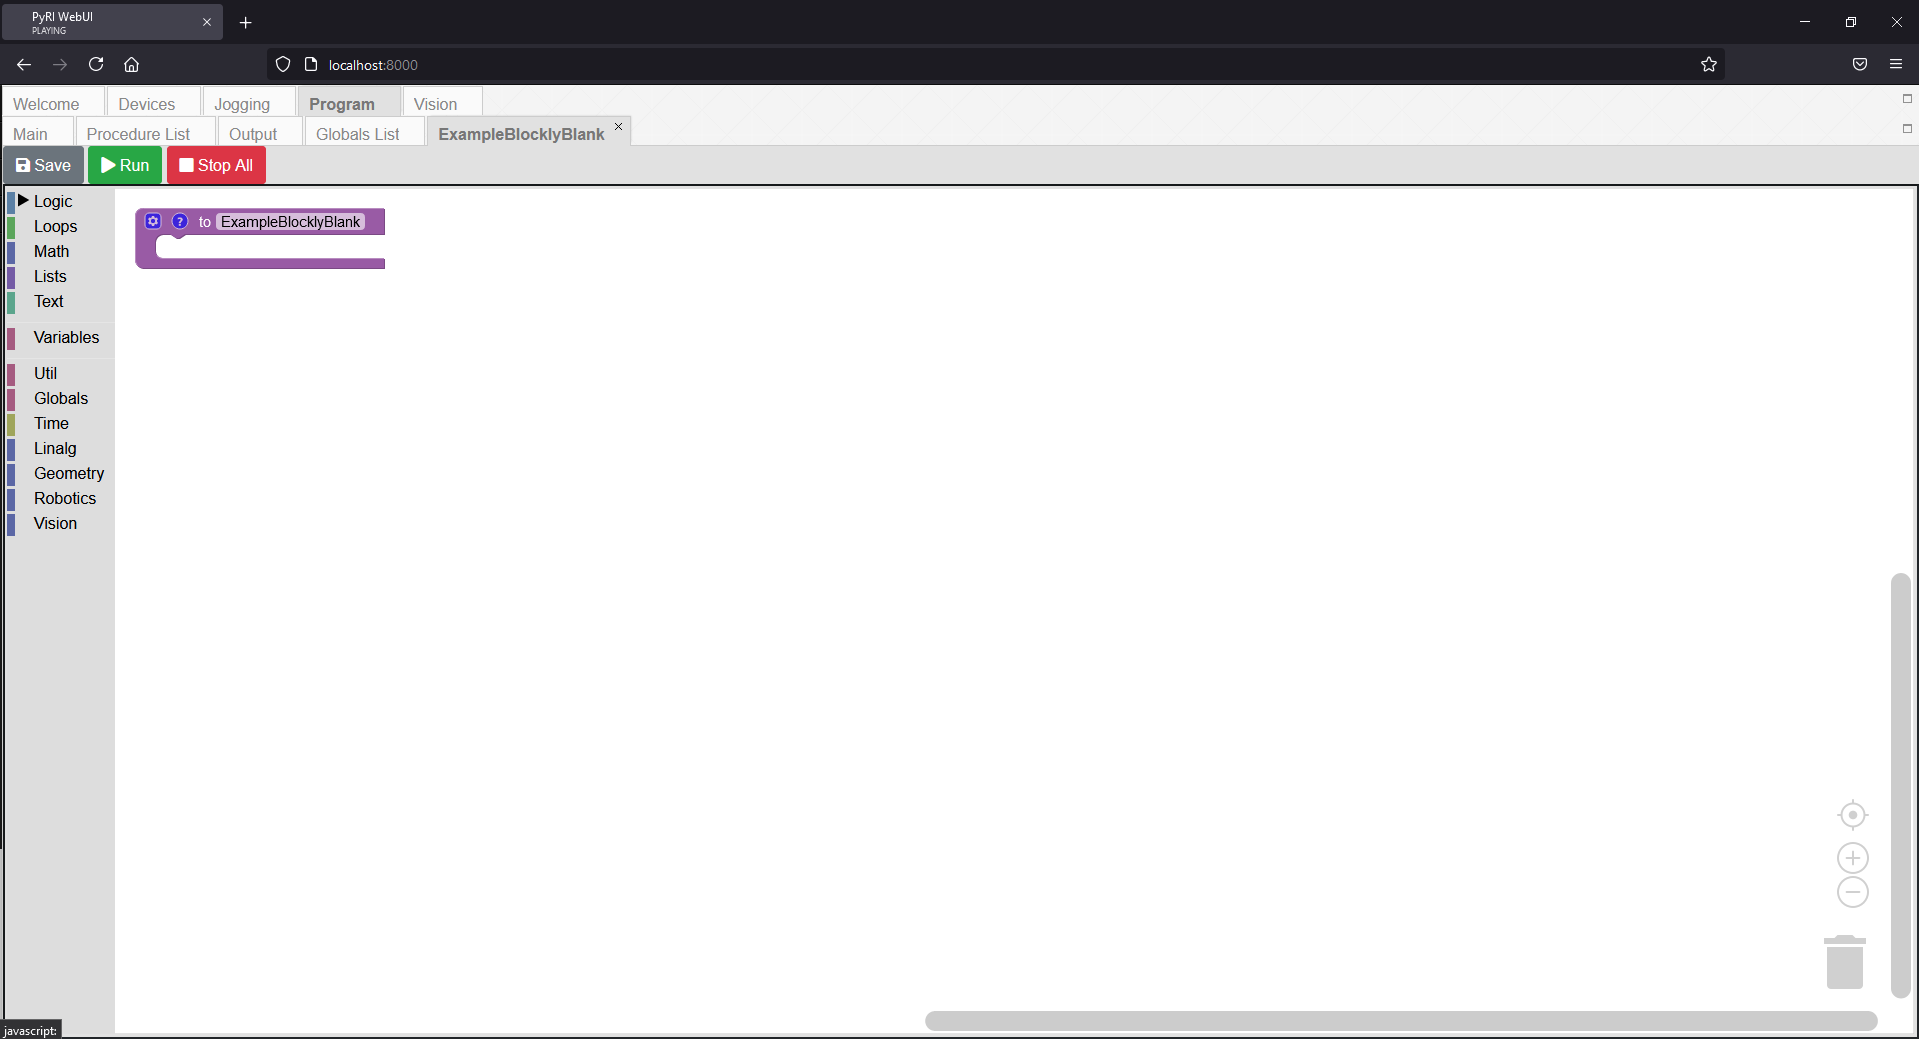 PyRI WebUI
PLAYING
localhost:8000
Welcome Devices Jogging Program Vision
Main Procedure List Output Globals List ExampleBlocklyBlank
Save Run Stop All
Logic
Loops
Math
Lists
Text
Variables
Util
Globals
Time
Linalg
Geometry
Robotics
Vision
? to ExampleBlocklyBlank
javascript: